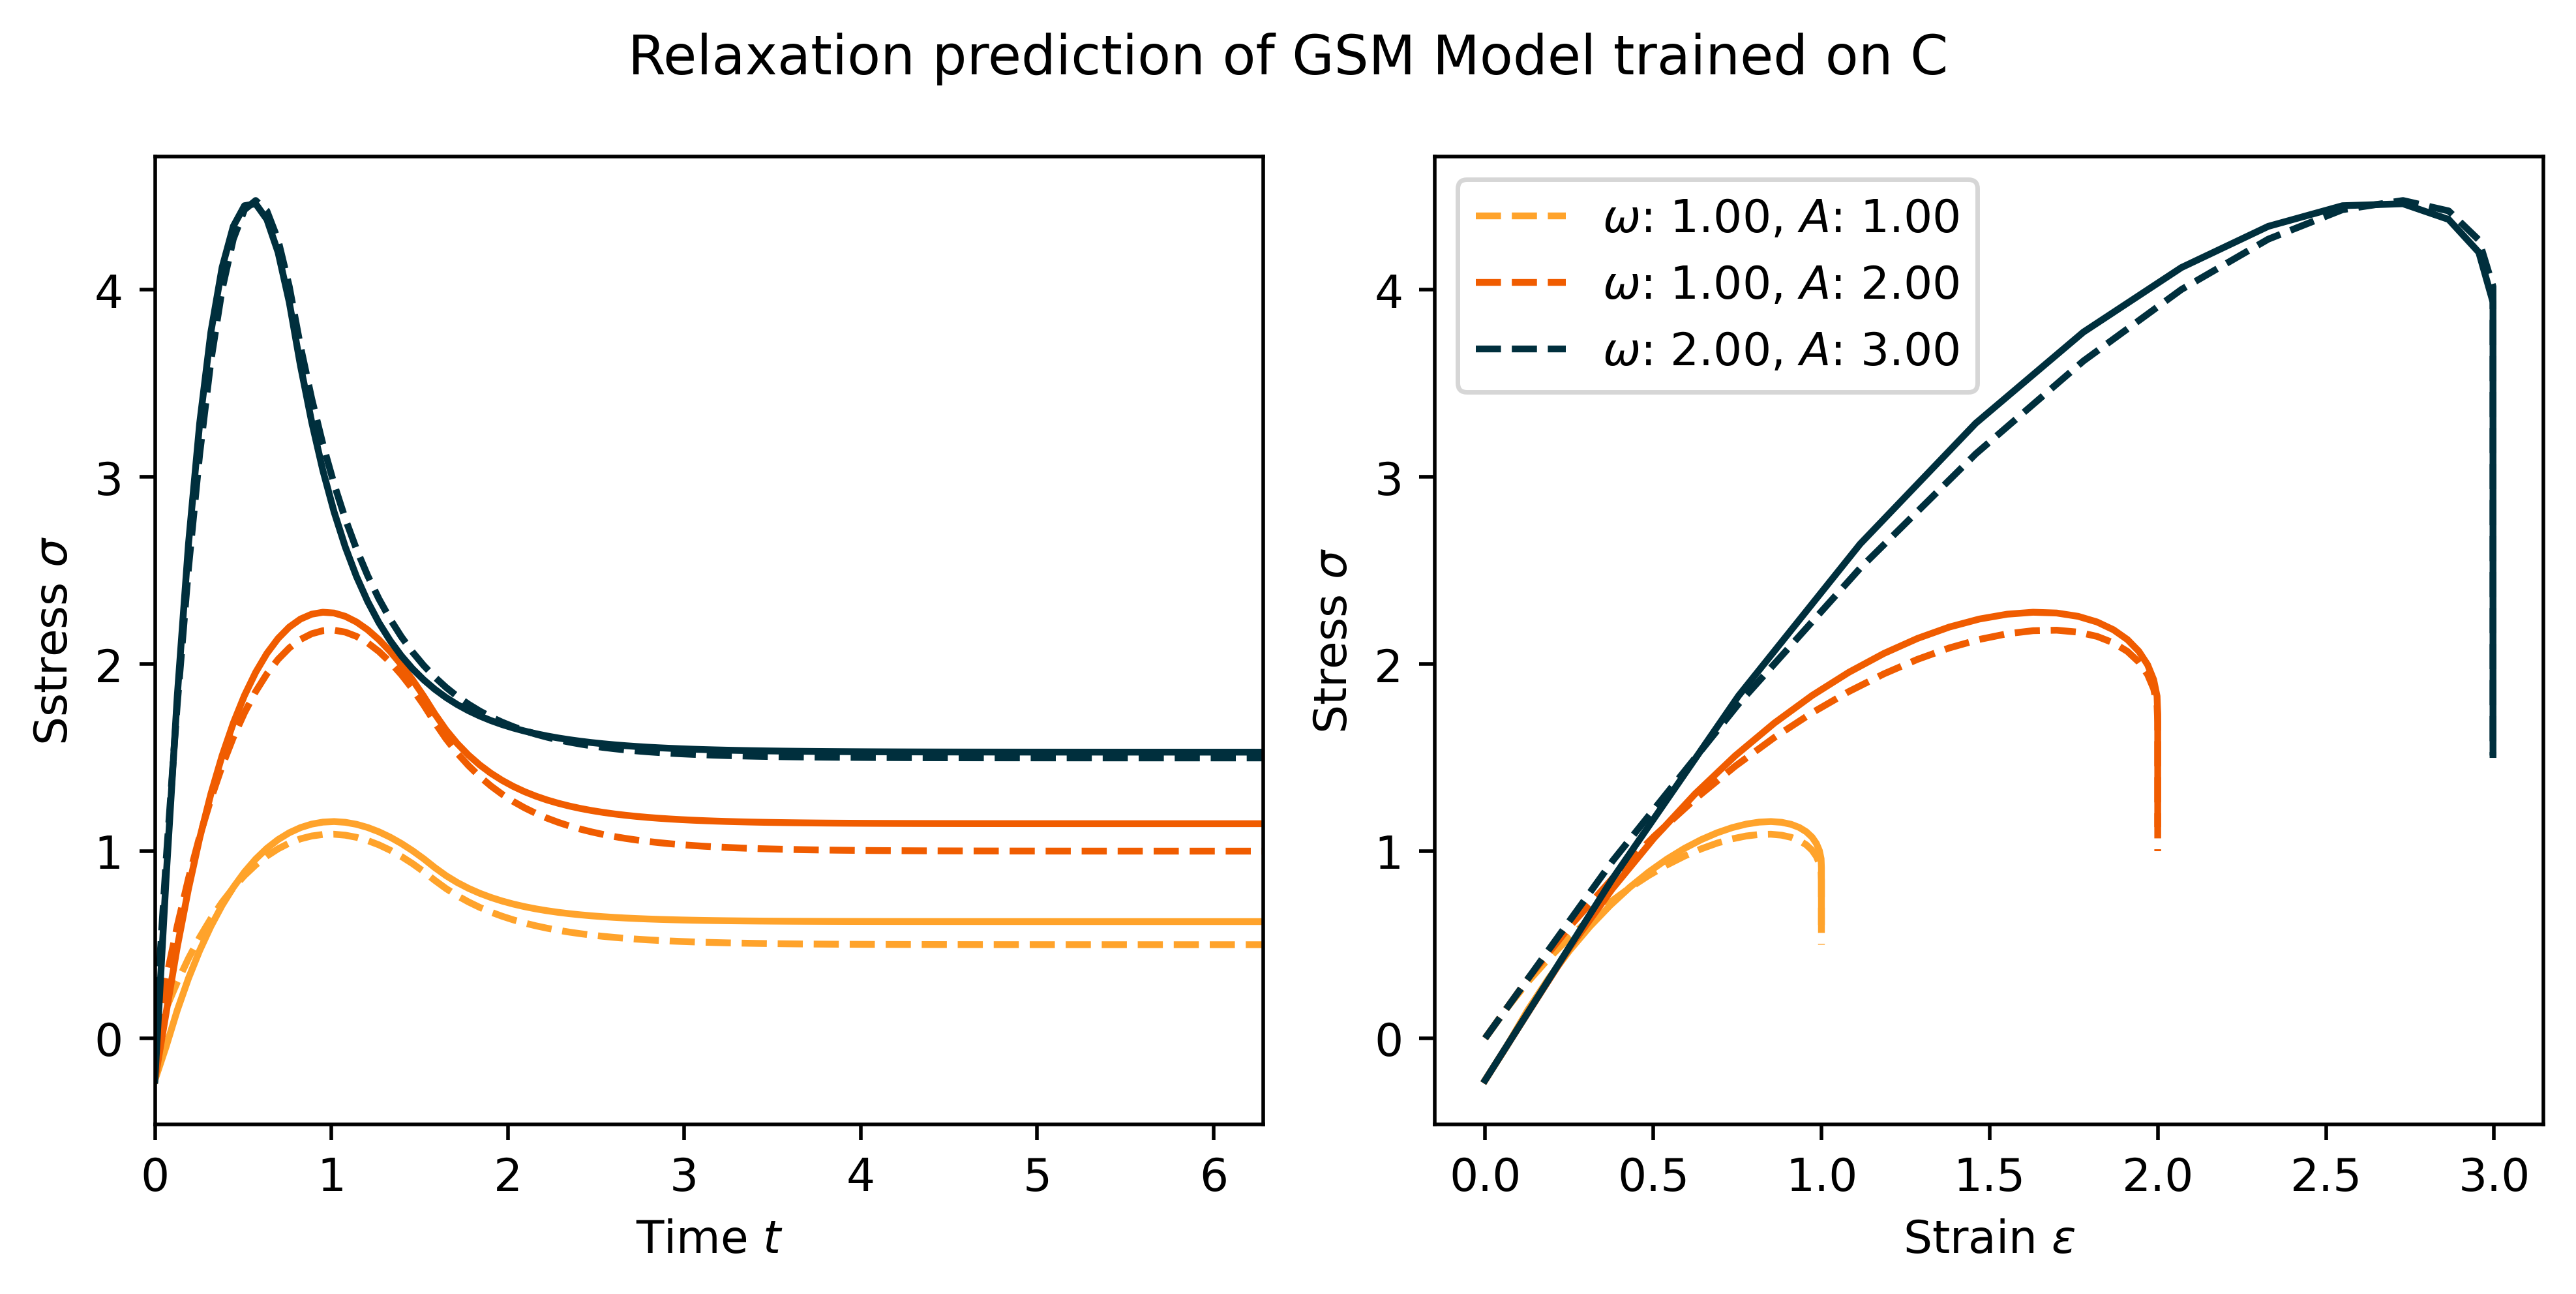 Relaxation prediction of GSM Model trained on C
Sstress σ
4
3
2
1
0
0 1 2 3 4 5 6
Time t
Stress σ
4
3
2
1
0
ω: 1.00, A: 1.00
ω: 1.00, A: 2.00
ω: 2.00, A: 3.00
0.0 0.5 1.0 1.5 2.0 2.5 3.0
Strain ε